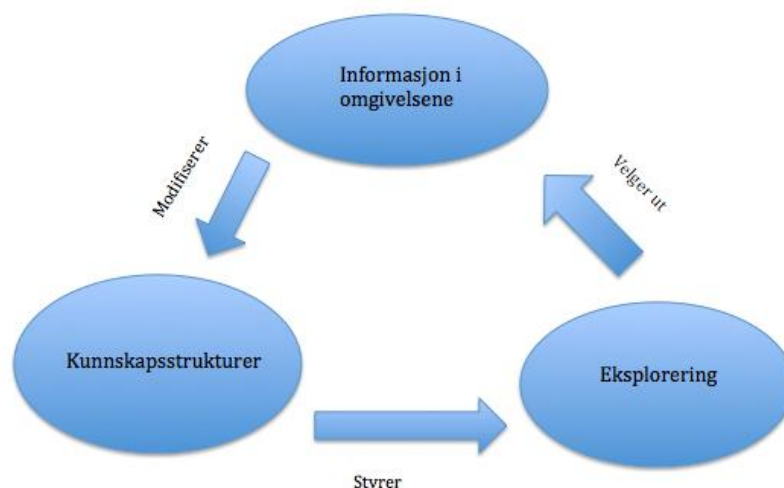 Informasjon i
omgivelsene
Modifiserer
Velger ut
Kunnskapsstrukturer
Eksplorering
Styrer